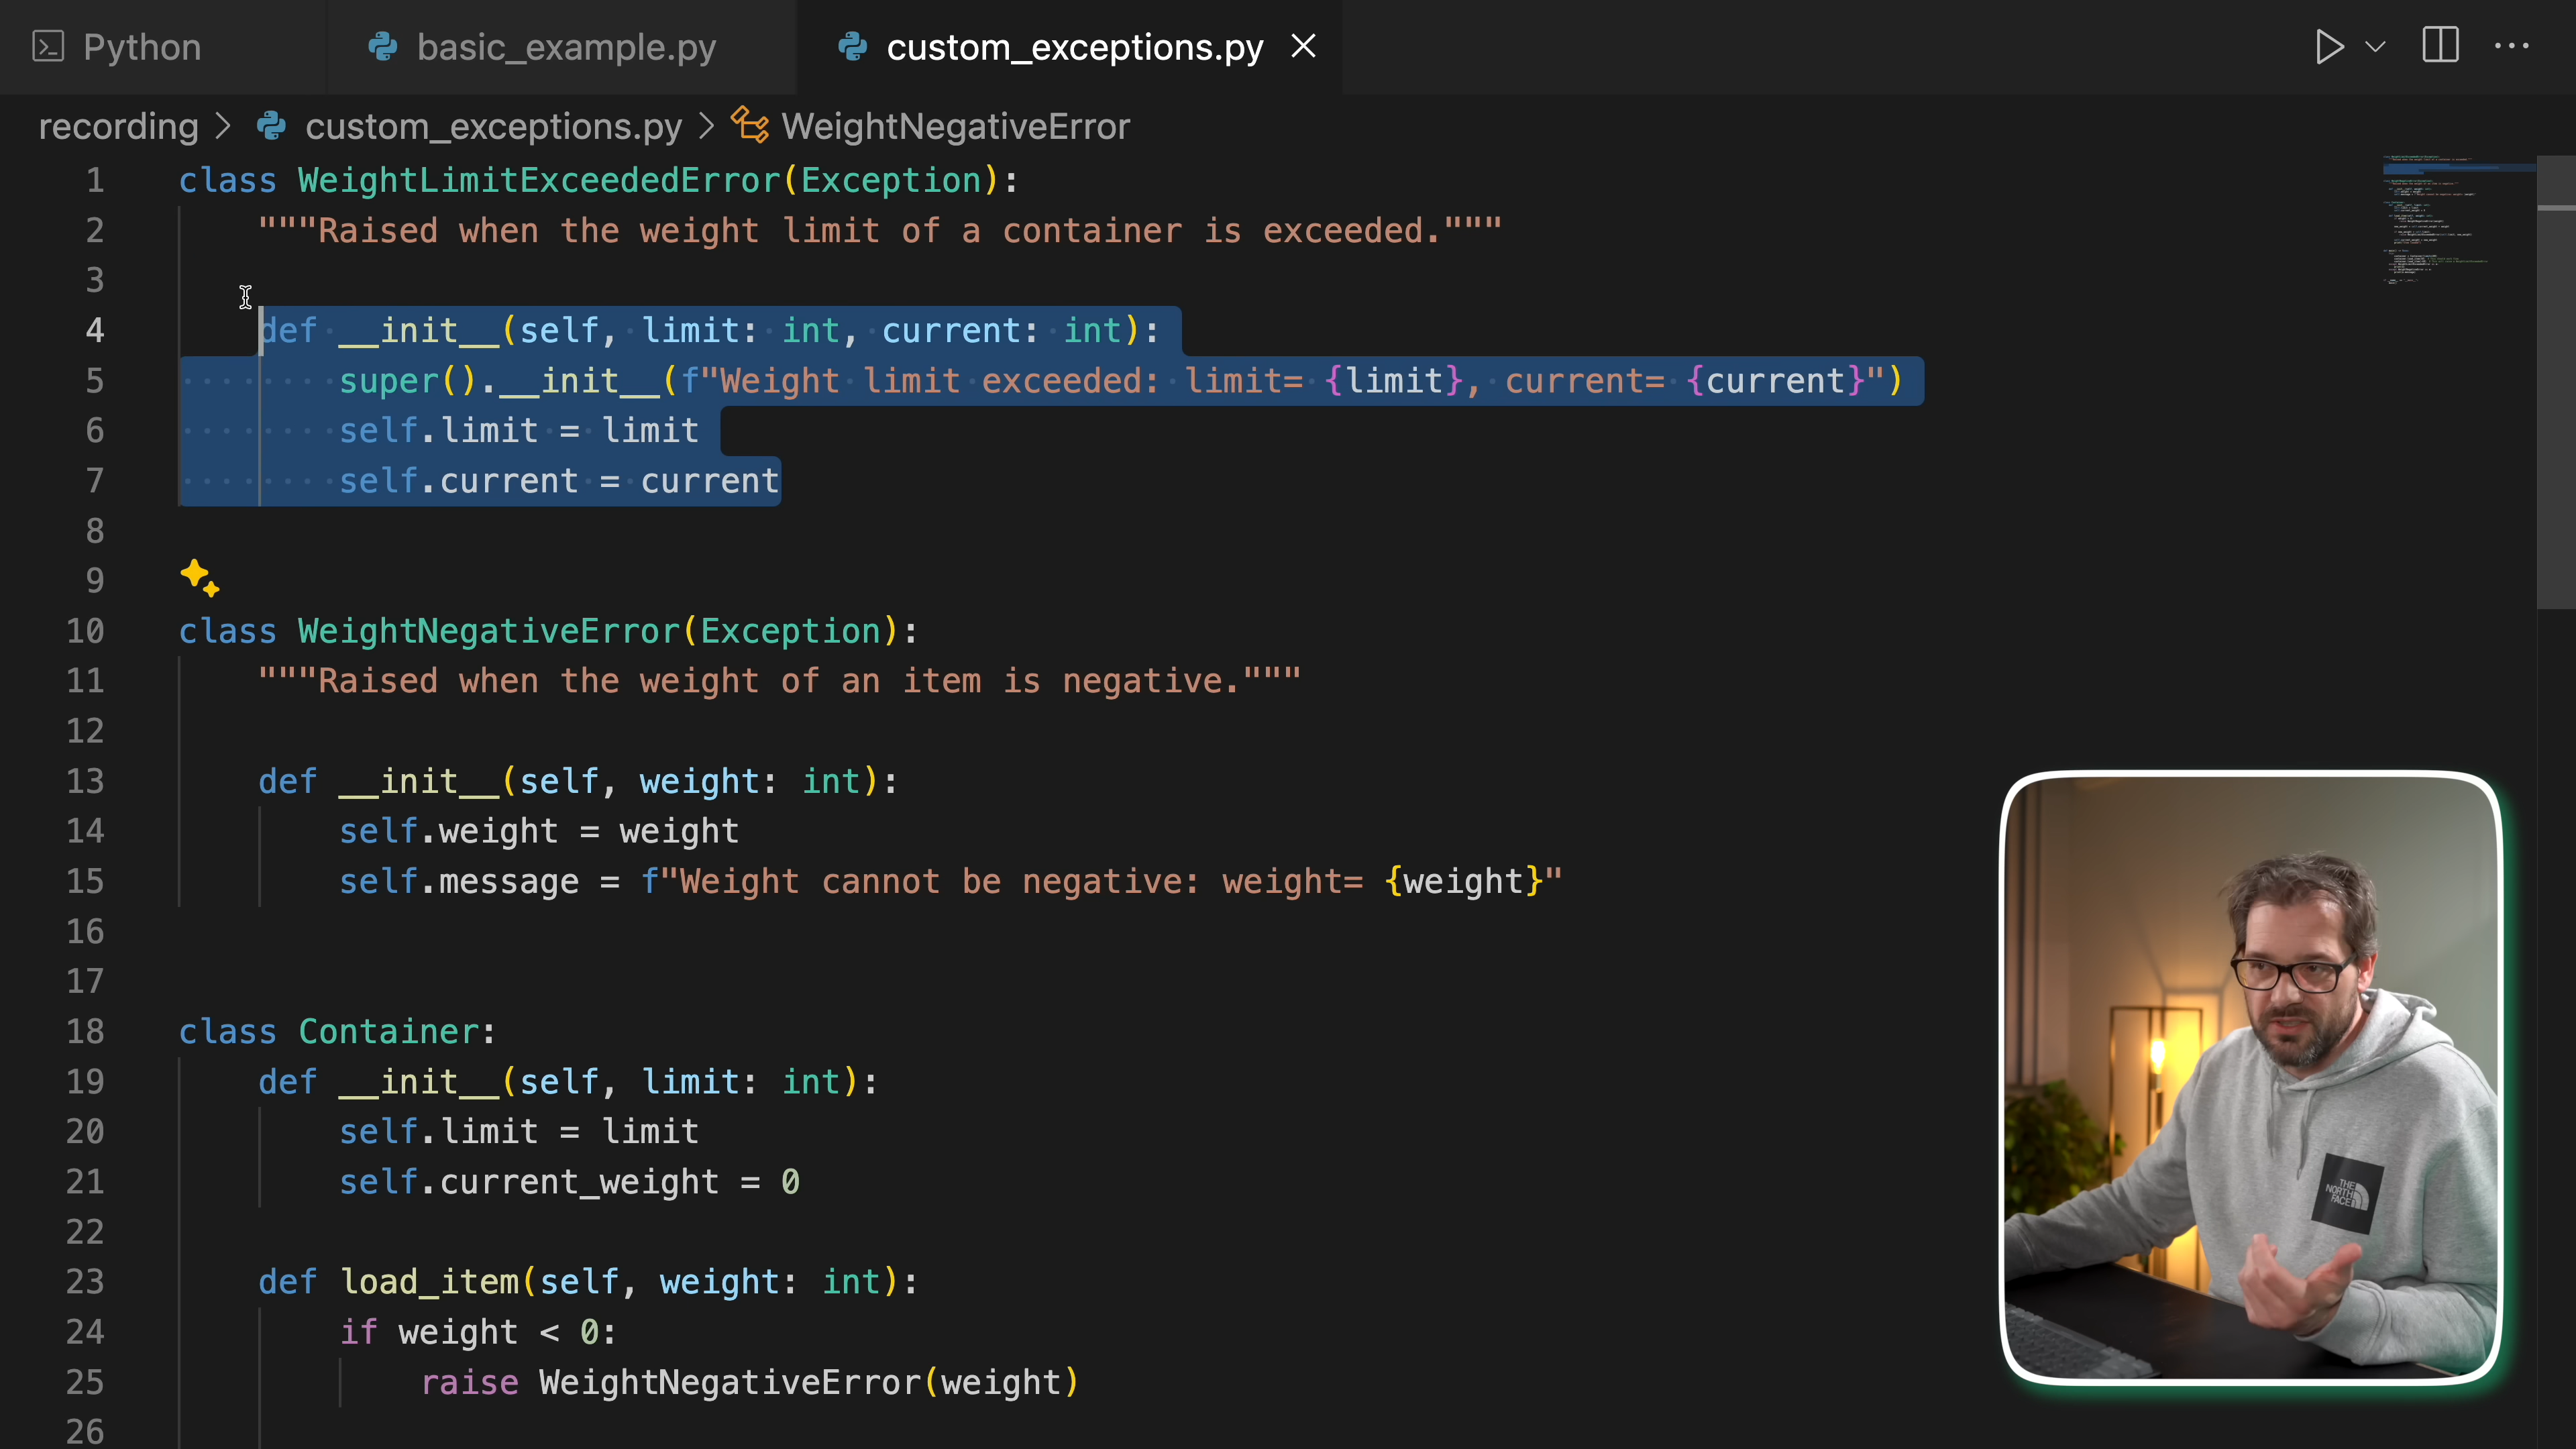 Python
basic_example.py
custom_exceptions.py
recording > custom_exceptions.py > WeightNegativeError
1 class WeightLimitExceededError(Exception):
2 """Raised when the weight limit of a container is exceeded."""
3
4 def __init__(self, limit: int, current: int):
5 super().__init__(f"Weight limit exceeded: limit= {limit}, current= {current}")
6 self.limit = limit
7 self.current = current
8
9
10 class WeightNegativeError(Exception):
11 """Raised when the weight of an item is negative."""
12
13 def __init__(self, weight: int):
14 self.weight = weight
15 self.message = f"Weight cannot be negative: weight= {weight}"
16
17
18 class Container:
19 def __init__(self, limit: int):
20 self.limit = limit
21 self.current_weight = 0
22
23 def load_item(self, weight: int):
24 if weight < 0:
25 raise WeightNegativeError(weight)
26
THE
NORTH
FACE